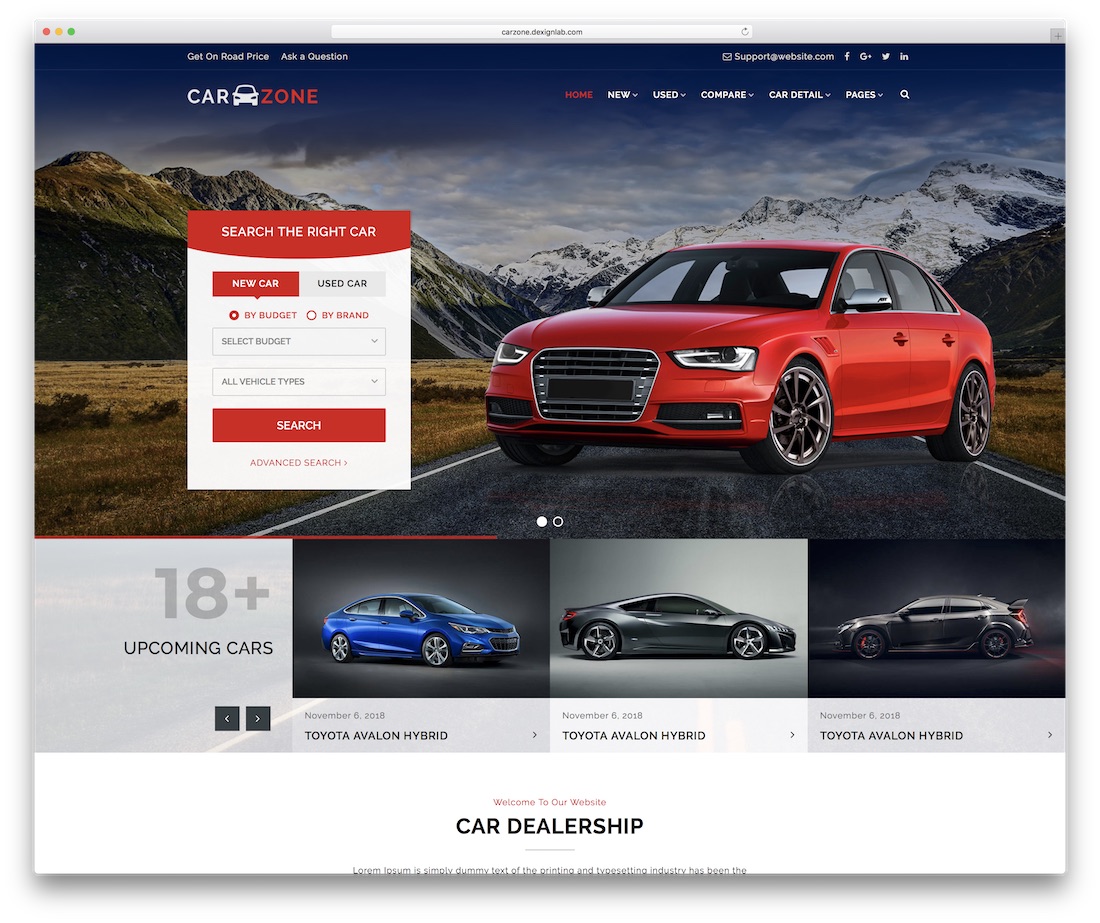 carzone.dexignlab.com
Get On Road Price Ask a Question Support@website.com
CAR ZONE HOME NEW USED COMPARE CAR DETAIL PAGES
SEARCH THE RIGHT CAR
NEW CAR USED CAR
BY BUDGET BY BRAND
SELECT BUDGET
ALL VEHICLE TYPES
SEARCH
ADVANCED SEARCH
18+
UPCOMING CARS
November 6, 2018
TOYOTA AVALON HYBRID
November 6, 2018
TOYOTA AVALON HYBRID
November 6, 2018
TOYOTA AVALON HYBRID
Welcome To Our Website
CAR DEALERSHIP
Lorem Ipsum is simply dummy text of the printing and typesetting industry has been the